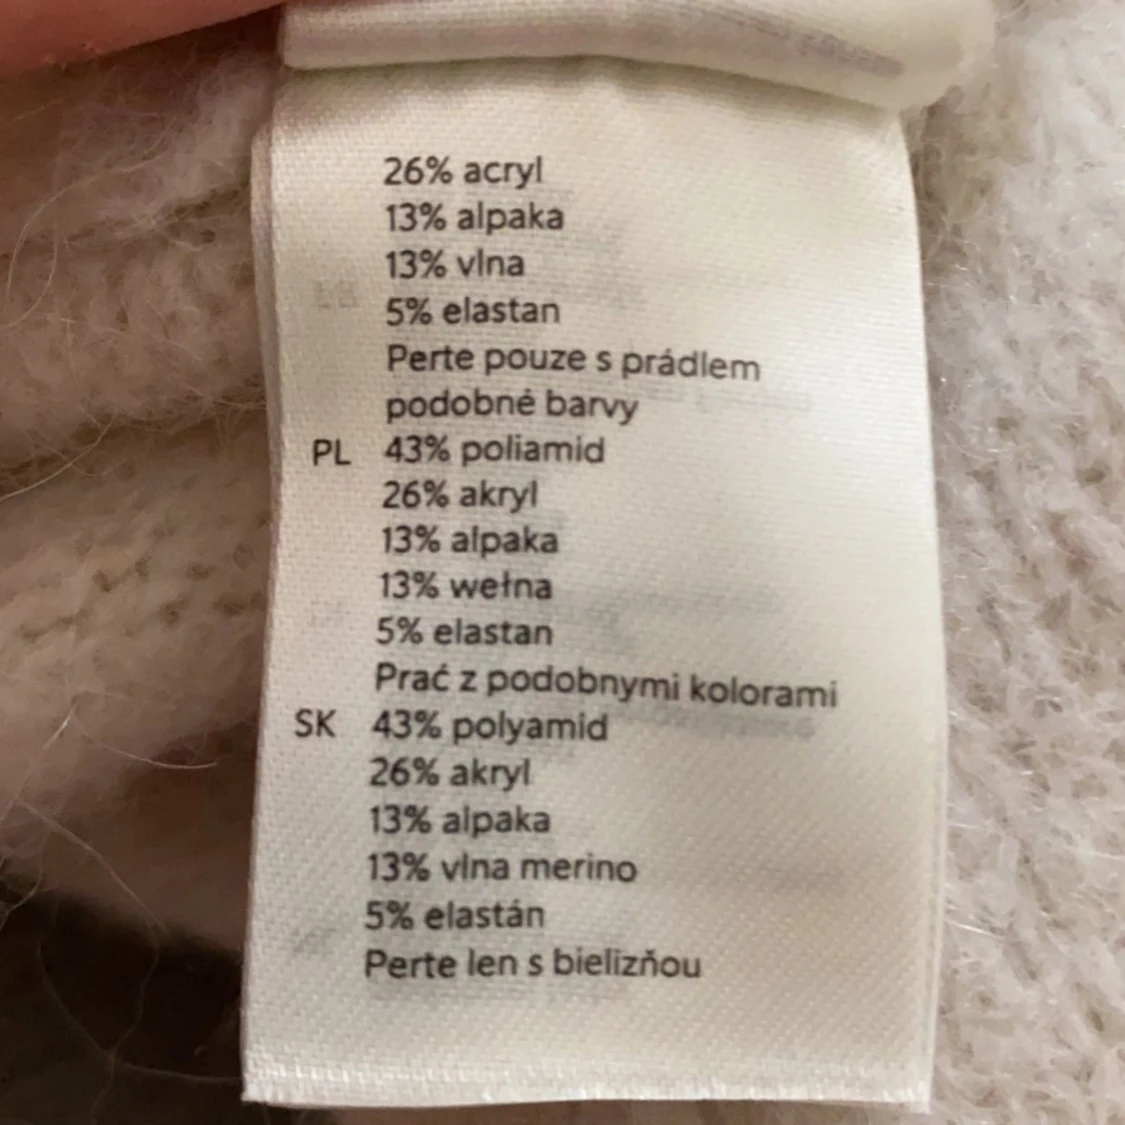 26% acryl
13% alpaka
13% vlna
5% elastan
Perte pouze s prádlem
podobné barvy
PL 43% poliamid
26% akryl
13% alpaka
13% wełna
5% elastan
Prać z podobnymi kolorami
SK 43% polyamid
26% akryl
13% alpaka
13% vlna merino
5% elastán
Perte len s bielizňou